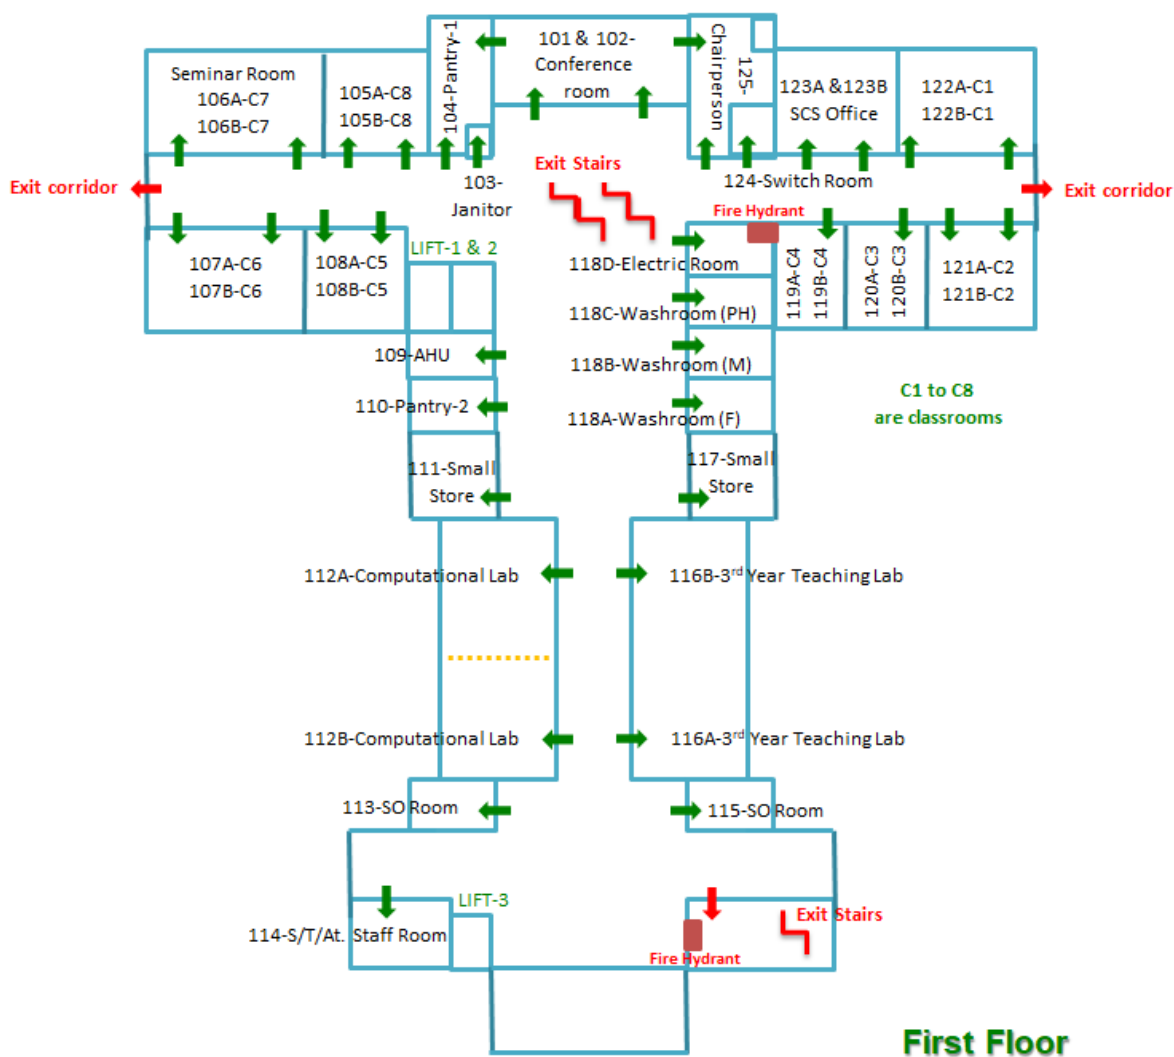 104-Pantry-1
101 & 102-
Conference
room
Chairperson
125-
Seminar Room
106A-C7
106B-C7
105A-C8
105B-C8
123A &123B
SCS Office
122A-C1
122B-C1
Exit corridor
103-
Janitor
Exit Stairs
124-Switch Room
Exit corridor
Fire Hydrant
107A-C6
107B-C6
108A-C5
108B-C5
LIFT-1 & 2
118D-Electric Room
119A-C4
119B-C4
120A-C3
120B-C3
121A-C2
121B-C2
118C-Washroom (PH)
109-AHU
118B-Washroom (M)
110-Pantry-2
118A-Washroom (F)
C1 to C8
are classrooms
111-Small
Store
117-Small
Store
112A-Computational Lab
116B-3rd Year Teaching Lab
112B-Computational Lab
116A-3rd Year Teaching Lab
113-SO Room
115-SO Room
LIFT-3
114-S/T/At. Staff Room
Exit Stairs
Fire Hydrant
First Floor